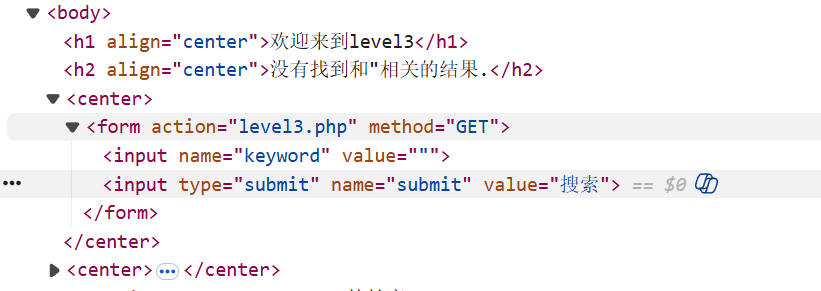 ▼ <body>
<h1 align="center">欢迎来到level3</h1>
<h2 align="center">没有找到和"相关的结果.</h2>
▼ <center>
▼ <form action="level3.php" method="GET">
<input name="keyword" value=""">
••• <input type="submit" name="submit" value="搜索"> == $0
</form>
</center>
▶ <center> ••• </center>